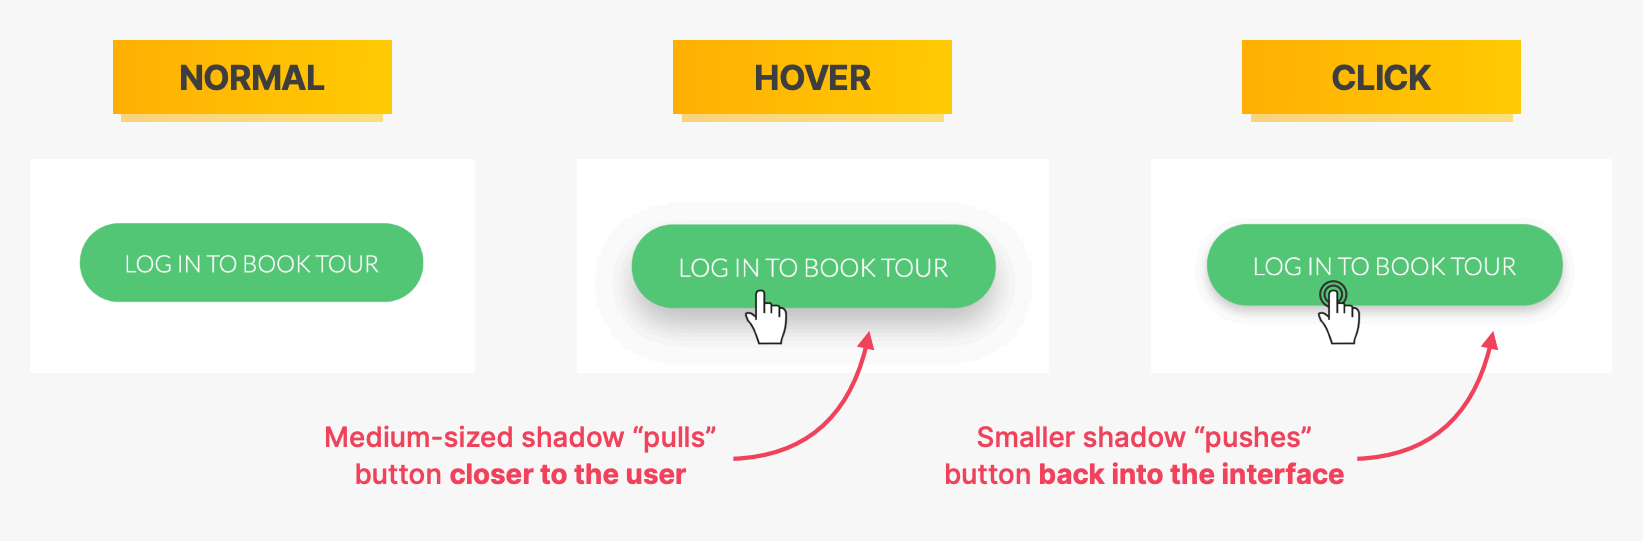 NORMAL
HOVER
CLICK
LOG IN TO BOOK TOUR
LOG IN TO BOOK TOUR
LOG IN TO BOOK TOUR
Medium-sized shadow “pulls”
button closer to the user
Smaller shadow “pushes”
button back into the interface